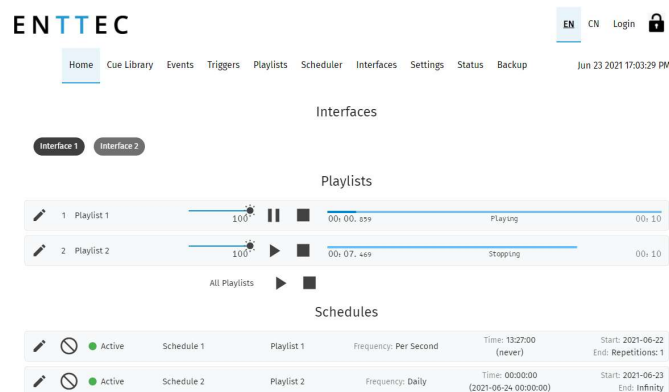 ENTTEC
EN CN Login
Home Cue Library Events Triggers Playlists Scheduler Interfaces Settings Status Backup Jun 23 2021 17:03:29 PM
Interfaces
Interface 1 Interface 2
Playlists
1 Playlist 1 100 00: 00. 859 Playing 00: 10
2 Playlist 2 100 00: 07. 469 Stopping 00: 10
All Playlists
Schedules
Active Schedule 1 Playlist 1 Frequency: Per Second Time: 13:27:00 (never) Start: 2021-06-22 End: Repetitions: 1
Active Schedule 2 Playlist 2 Frequency: Daily Time: 00:00:00 (2021-06-24 00:00:00) Start: 2021-06-23 End: Infinity